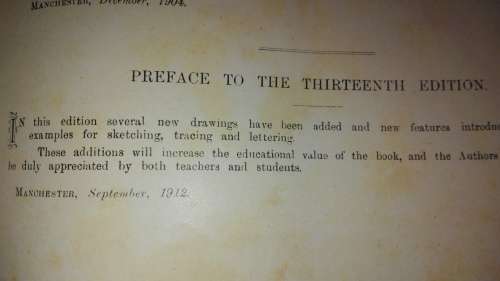 MANCHESTER, December, 1904.
PREFACE TO THE THIRTEENTH EDITION.
IN this edition several new drawings have been added and new features
examples for sketching, tracing and lettering.
These additions will increase the educational value of the book, and the Authors
be duly appreciated by both teachers and students.
MANCHESTER, September, 1912.